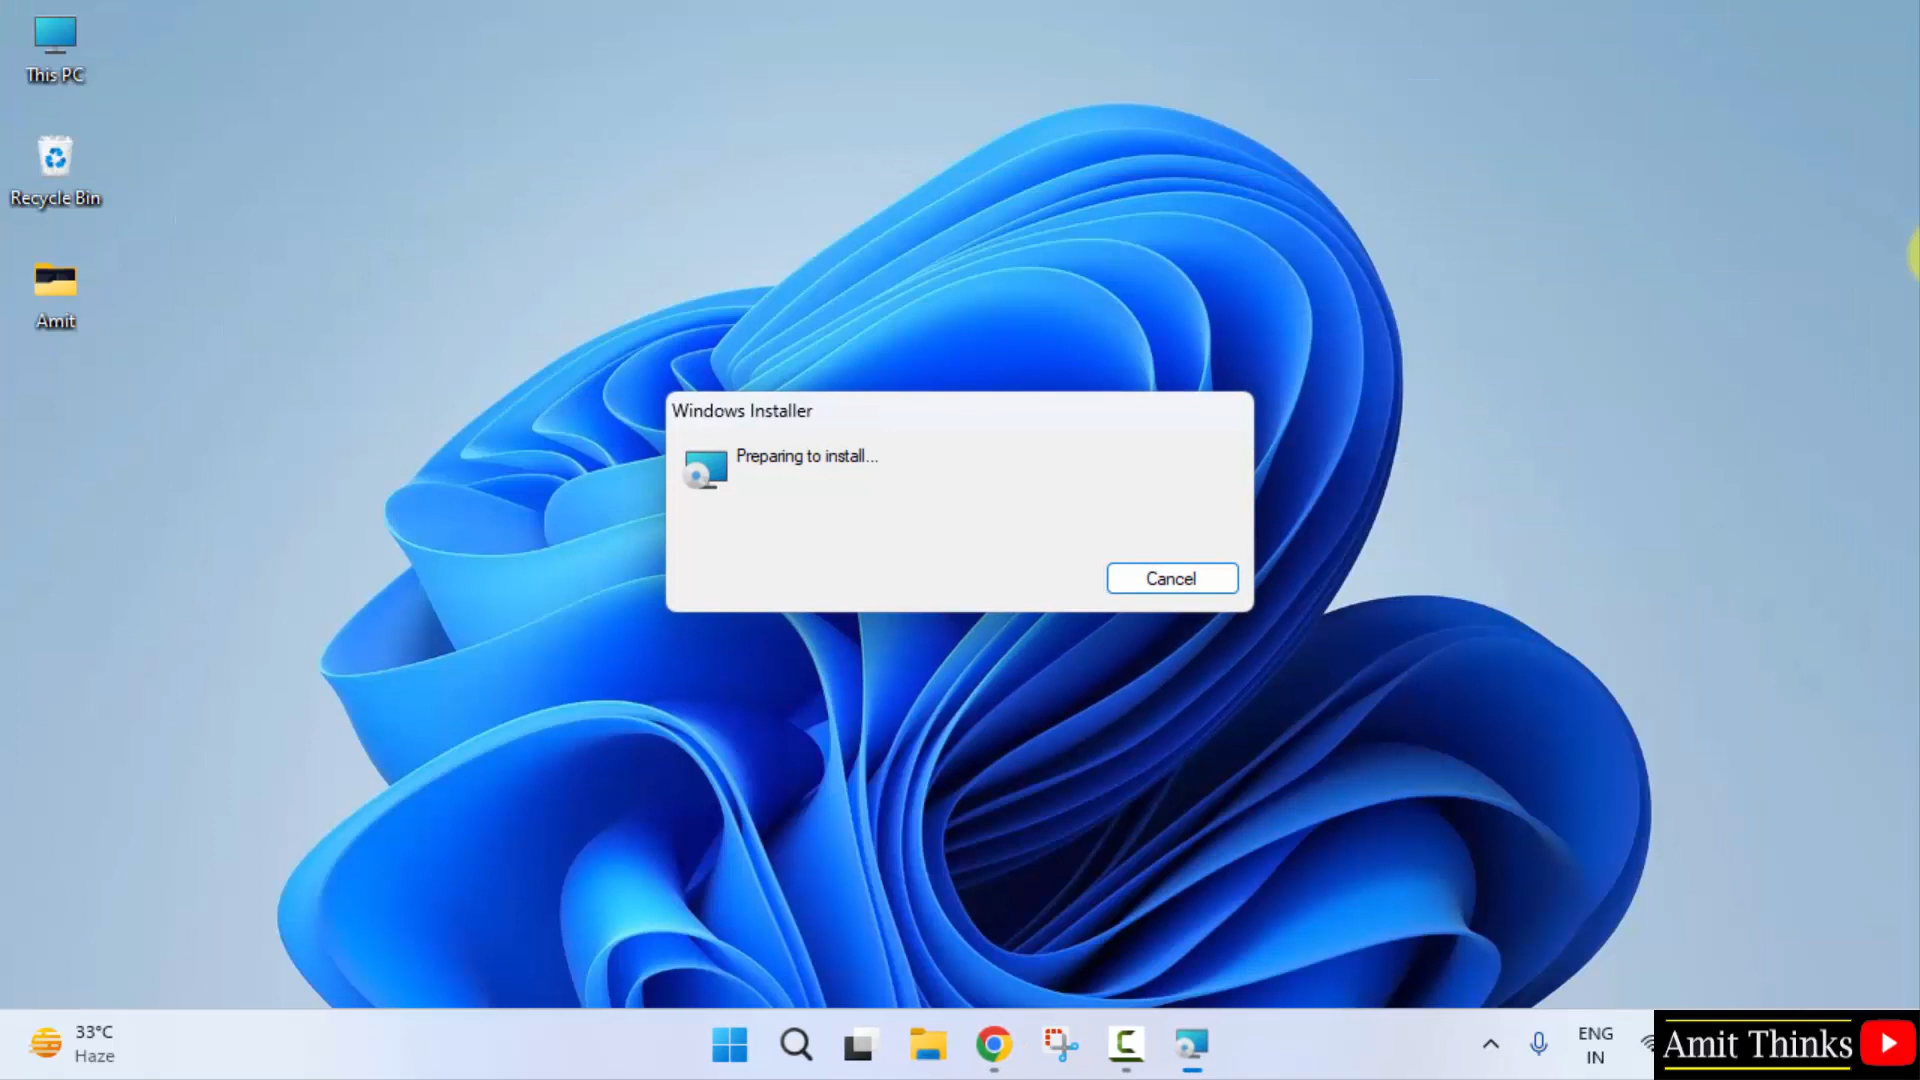 This PC
Recycle Bin
Amit
Windows Installer
Preparing to install...
Cancel
33°C
Haze
ENG
IN
Amit Thinks